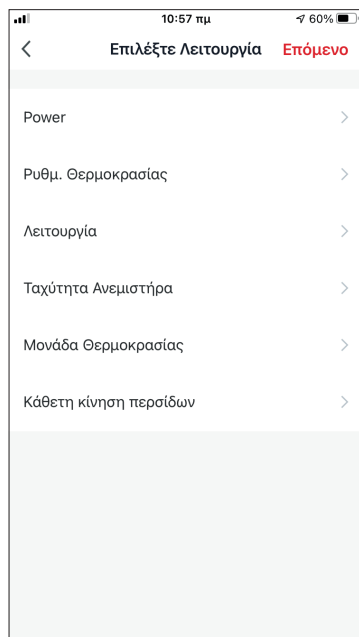 10:57 πμ 60%
Επιλέξτε Λειτουργία Επόμενο
Power
Ρυθμ. Θερμοκρασίας
Λειτουργία
Ταχύτητα Ανεμιστήρα
Μονάδα Θερμοκρασίας
Κάθετη κίνηση περσίδων